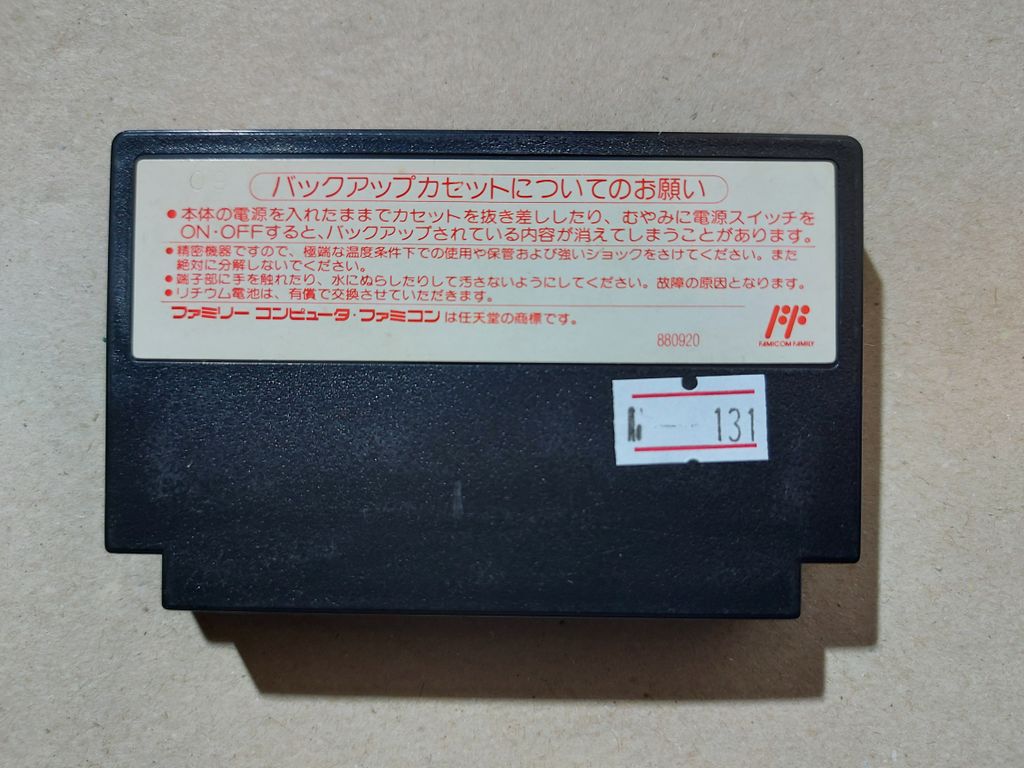 09
バックアップカセットについてのお願い
●本体の電源を入れたままでカセットを抜き差ししたり、むやみに電源スイッチを
ON・OFFすると、バックアップされている内容が消えてしまうことがあります。
●精密機器ですので、極端な温度条件下での使用や保管および強いショックをさけてください。また
絶対に分解しないでください。
●端子部に手を触れたり、水にぬらしたりして汚さないようにしてください。故障の原因となります。
●リチウム電池は、有償で交換させていただきます。
ファミリーコンピュータ・ファミコンは任天堂の商標です。
880920
FAMICOM FAMILY
131